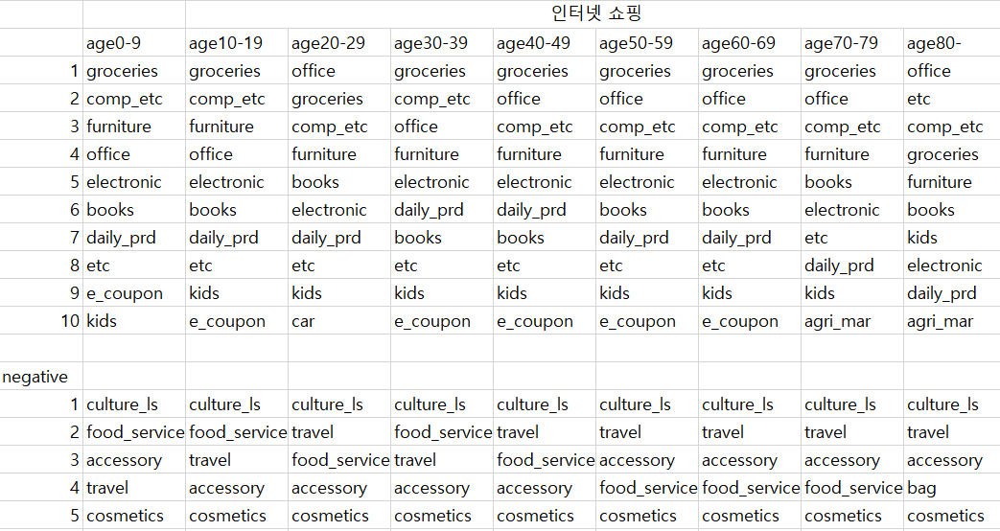 인터넷 쇼핑
age0-9 age10-19 age20-29 age30-39 age40-49 age50-59 age60-69 age70-79 age80-
1 groceries groceries office groceries groceries groceries groceries groceries office
2 comp_etc comp_etc groceries comp_etc office office office office etc
3 furniture furniture comp_etc office comp_etc comp_etc comp_etc comp_etc comp_etc
4 office office furniture furniture furniture furniture furniture furniture groceries
5 electronic electronic books electronic electronic electronic electronic books furniture
6 books books electronic daily_prd daily_prd books books electronic books
7 daily_prd daily_prd daily_prd books books daily_prd daily_prd etc kids
8 etc etc etc etc etc etc etc daily_prd electronic
9 e_coupon kids kids kids kids kids kids kids daily_prd
10 kids e_coupon car e_coupon e_coupon e_coupon e_coupon agri_mar agri_mar
negative
1 culture_ls culture_ls culture_ls culture_ls culture_ls culture_ls culture_ls culture_ls culture_ls
2 food_service food_service travel food_service travel travel travel travel travel
3 accessory travel food_service travel food_service accessory accessory accessory accessory
4 travel accessory accessory accessory accessory food_service food_service food_service bag
5 cosmetics cosmetics cosmetics cosmetics cosmetics cosmetics cosmetics cosmetics cosmetics